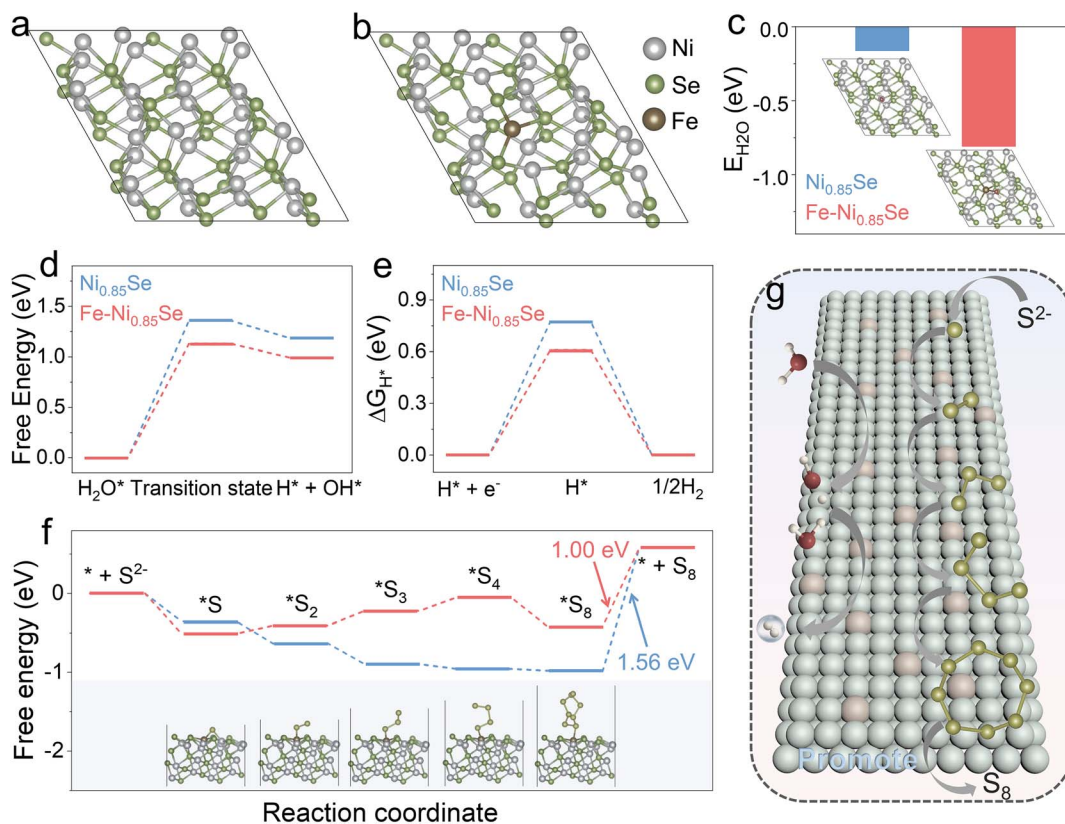 a
b
Ni
Se
Fe
c
0.0
-0.5
-1.0
E_H2O (eV)
Ni0.85Se
Fe-Ni0.85Se
d
Ni0.85Se
Fe-Ni0.85Se
1.5
1.0
0.5
0.0
Free Energy (eV)
H2O* Transition state H* + OH*
e
Ni0.85Se
Fe-Ni0.85Se
0.9
0.6
0.3
0.0
ΔG_H* (eV)
H* + e-
H*
1/2H2
f
0
-1
-2
Free energy (eV)
* + S2-
*S
*S2
*S3
*S4
*S8
* + S8
1.00 eV
1.56 eV
Reaction coordinate
g
S2-
Promote
S8